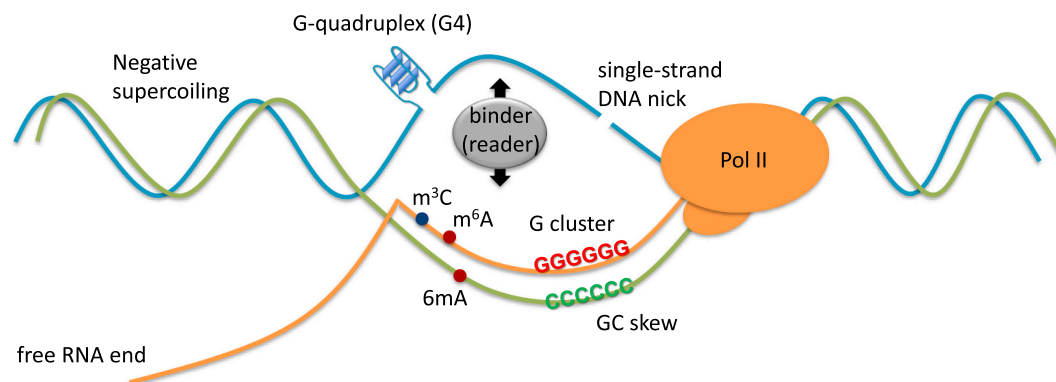 G-quadruplex (G4)
Negative
supercoiling
single-strand
DNA nick
binder
(reader)
Pol II
m³C
m⁶A
G cluster
GGGGGG
6mA
CCCCCC
GC skew
free RNA end